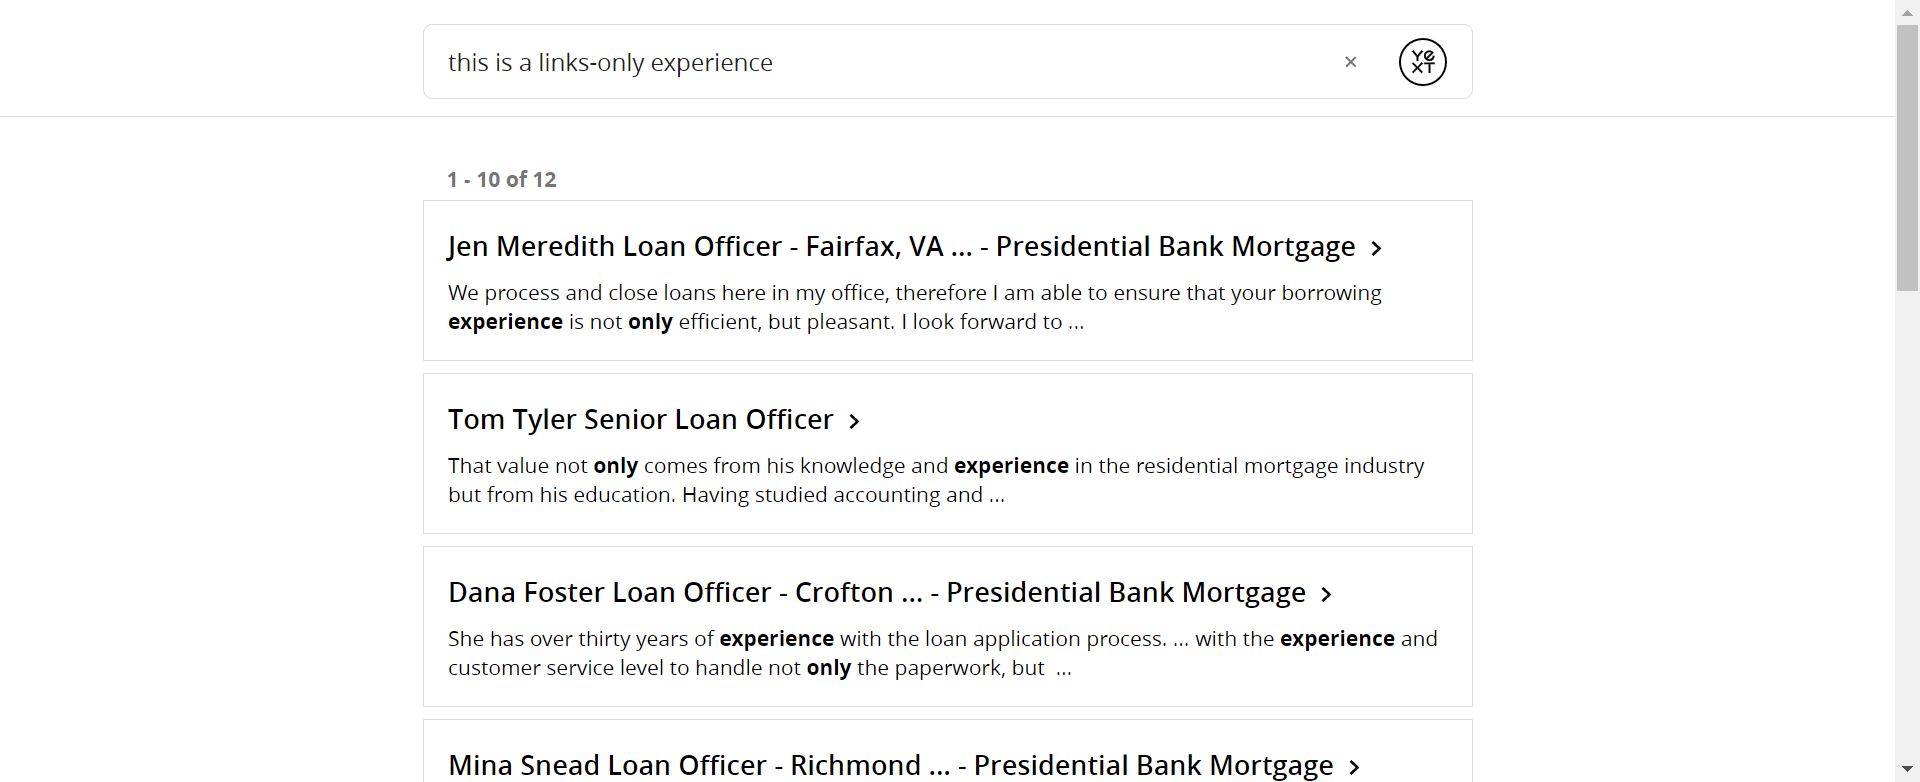 this is a links-only experience
YEXT
1 - 10 of 12
Jen Meredith Loan Officer - Fairfax, VA ... - Presidential Bank Mortgage
We process and close loans here in my office, therefore I am able to ensure that your borrowing
experience is not only efficient, but pleasant. I look forward to ...
Tom Tyler Senior Loan Officer
That value not only comes from his knowledge and experience in the residential mortgage industry
but from his education. Having studied accounting and ...
Dana Foster Loan Officer - Crofton ... - Presidential Bank Mortgage
She has over thirty years of experience with the loan application process. ... with the experience and
customer service level to handle not only the paperwork, but ...
Mina Snead Loan Officer - Richmond ... - Presidential Bank Mortgage